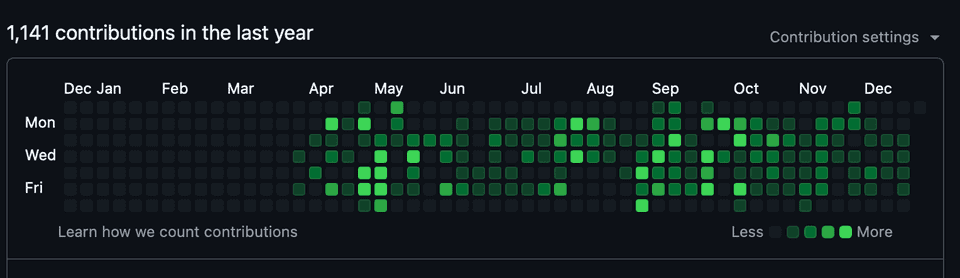 1,141 contributions in the last year
Contribution settings
Dec Jan Feb Mar Apr May Jun Jul Aug Sep Oct Nov Dec
Mon
Wed
Fri
Learn how we count contributions
Less More